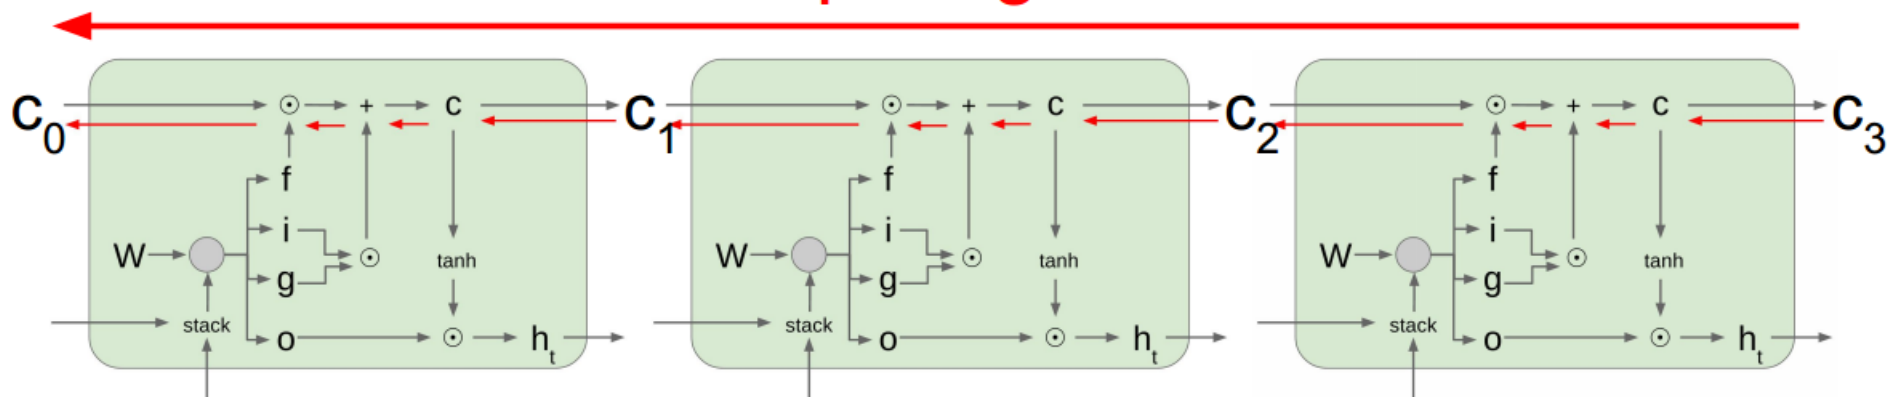 C0 C1 C2 C3
⊙ + c ⊙ + c ⊙ + c
f f f
i i i
W ⊙ tanh W ⊙ tanh W ⊙ tanh
g g g
stack o ⊙ ht stack o ⊙ ht stack o ⊙ ht